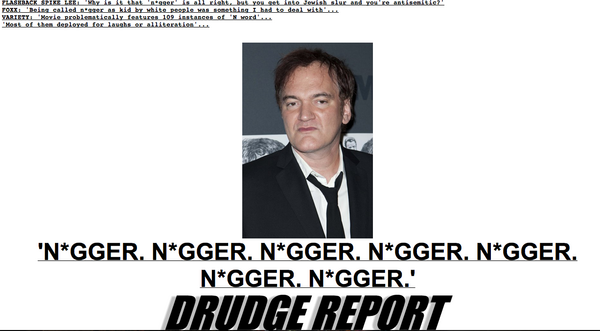 FLASHBACK SPIKE LEE: 'Why is it that 'n*gger' is all right, but you get into Jewish slur and you're antisemitic?'
FOXX: 'Being called n*gger as kid by white people was something I had to deal with'...
VARIETY: 'Movie problematically features 109 instances of 'N word'...
'Most of them deployed for laughs or alliteration'...
'N*GGER. N*GGER. N*GGER. N*GGER. N*GGER.
N*GGER. N*GGER.'
DRUDGE REPORT